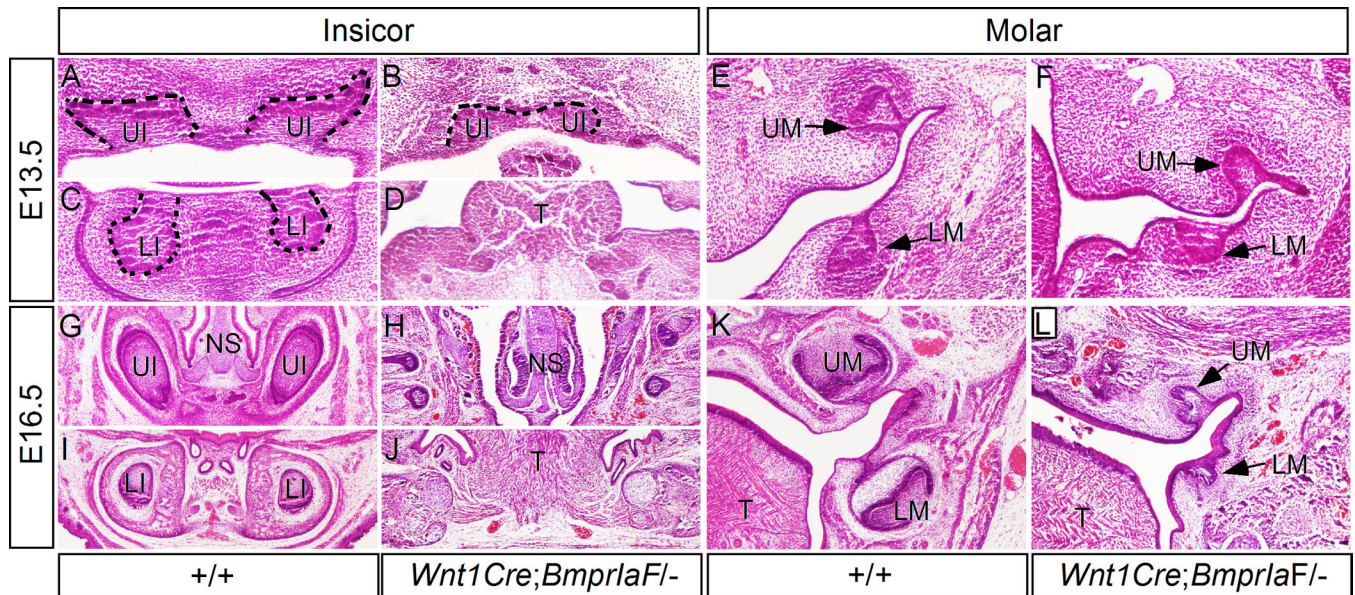 Insicor Molar
E13.5
A UI UI
B UI UI
E UM LM
F UM LM
C LI LI
D T
E16.5
G UI NS UI
H NS
K UM T LM
L UM LM T
I LI LI
J T
+/+ Wnt1Cre;BmprIaF/- +/+ Wnt1Cre;BmprIaF/-